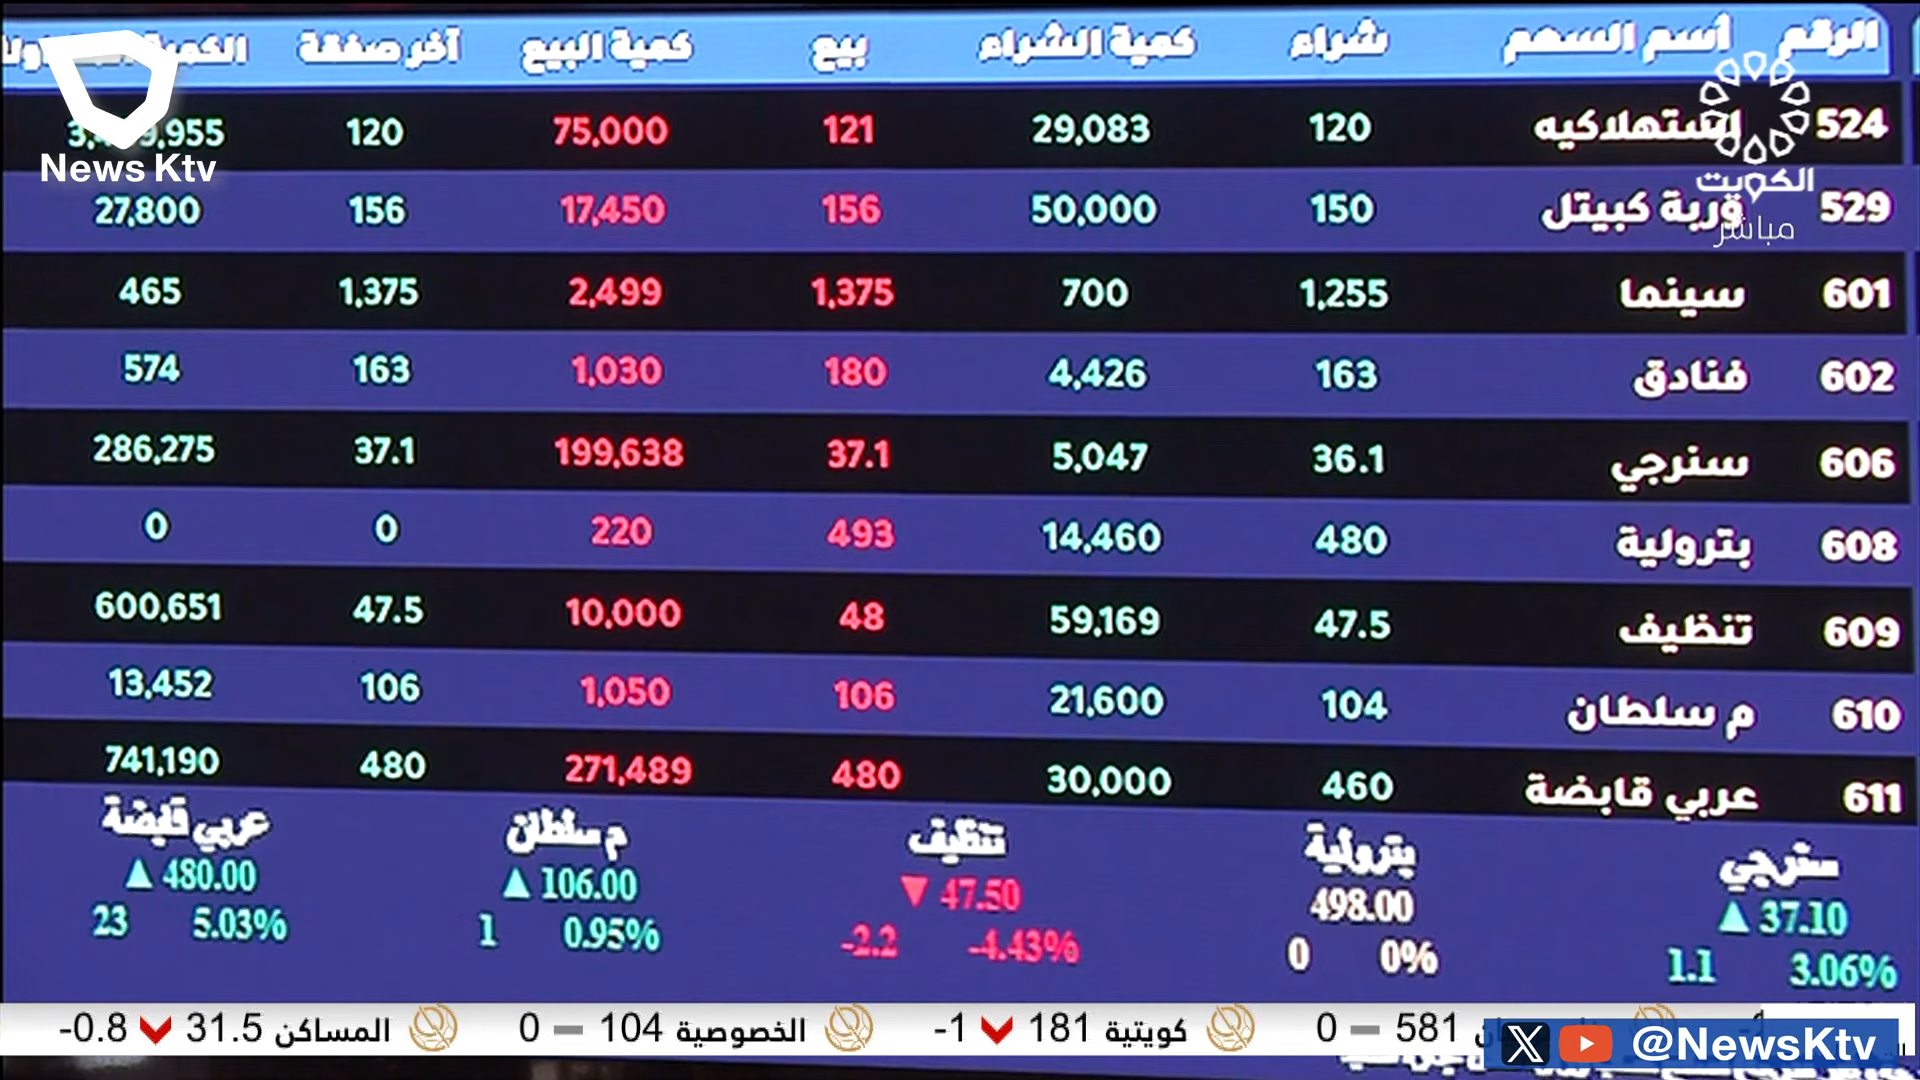 الرقم أسم السهم شراء كمية الشراء بيع كمية البيع آخر صفقة
524 إستهلاكيه 120 29,083 121 75,000 120
529 وربة كبيتل 150 50,000 156 17,450 156 27,800
601 سينما 1,255 700 1,375 2,499 1,375 465
602 فنادق 163 4,426 180 1,030 163 574
606 سنرجي 36.1 5,047 37.1 199,638 37.1 286,275
608 بترولية 480 14,460 493 220 0 0
609 تنظيف 47.5 59,169 48 10,000 47.5 600,651
610 م سلطان 104 21,600 106 1,050 106 13,452
611 عربي قابضة 460 30,000 480 271,489 480 741,190
سنرجي بترولية تنظيف م سلطان عربي قابضة
▲ 37.10 498.00 ▼ 47.50 ▲ 106.00 ▲ 480.00
3.06% 1.1 0% 0 -4.43% -2.2 0.95% 1 5.03% 23
581 0 كويتية 181 -1 الخصوصية 104 0 المساكن 31.5 -0.8
News Ktv
الكويت
مباشر
@NewsKtv